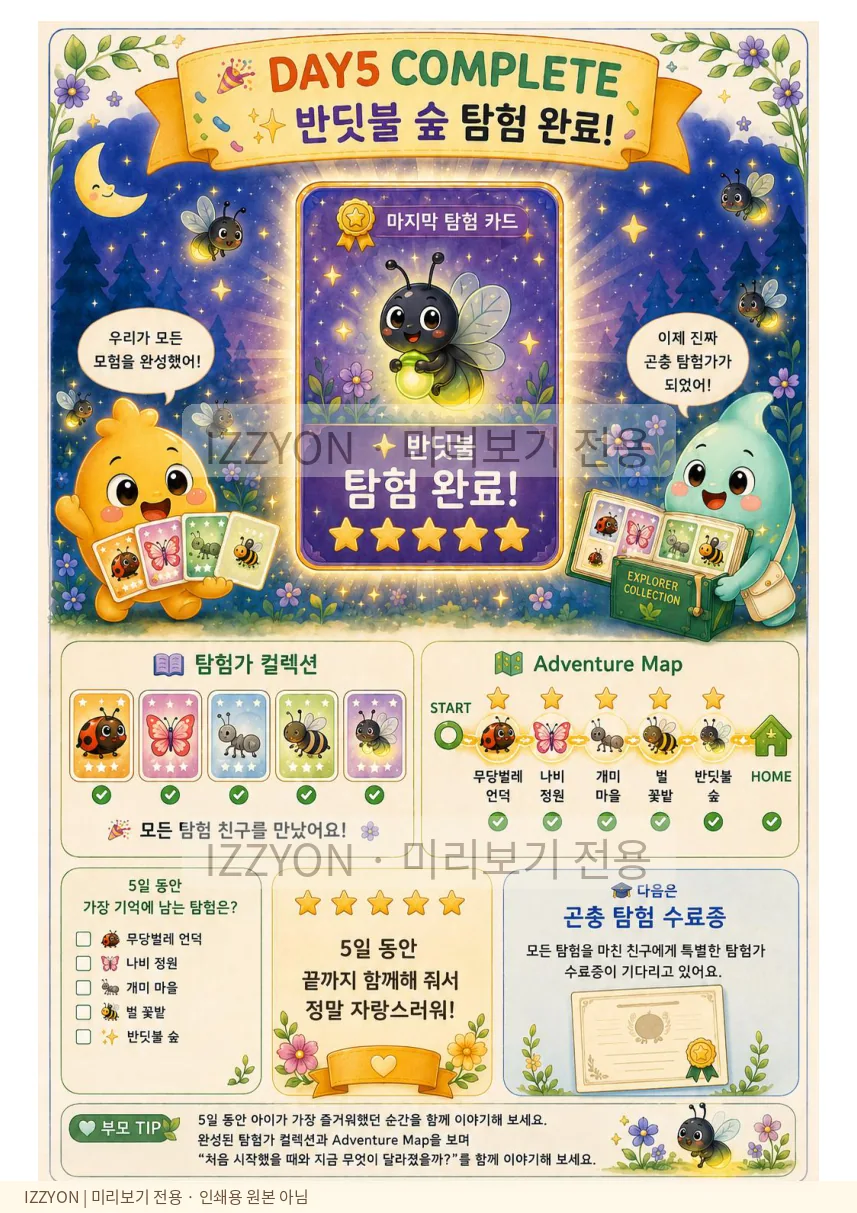 DAY5 COMPLETE
반딧불 숲 탐험 완료!
마지막 탐험 카드
우리가 모든
모험을 완성했어!
이제 진짜
곤충 탐험가가
되었어!
반딧불
탐험 완료!
IZZYON · 미리보기 전용
EXPLORER
COLLECTION
탐험가 컬렉션
모든 탐험 친구를 만났어요!
Adventure Map
START
무당벌레
언덕
나비
정원
개미
마을
벌
꽃밭
반딧불
숲
HOME
IZZYON · 미리보기 전용
5일 동안
가장 기억에 남는 탐험은?
무당벌레 언덕
나비 정원
개미 마을
벌 꽃밭
반딧불 숲
5일 동안
끝까지 함께해 줘서
정말 자랑스러워!
다음은
곤충 탐험 수료증
모든 탐험을 마친 친구에게 특별한 탐험가
수료증이 기다리고 있어요.
부모 TIP
5일 동안 아이가 가장 즐거워했던 순간을 함께 이야기해 보세요.
완성된 탐험가 컬렉션과 Adventure Map을 보며
“처음 시작했을 때와 지금 무엇이 달라졌을까?”를 함께 이야기해 보세요.
IZZYON | 미리보기 전용 · 인쇄용 원본 아님